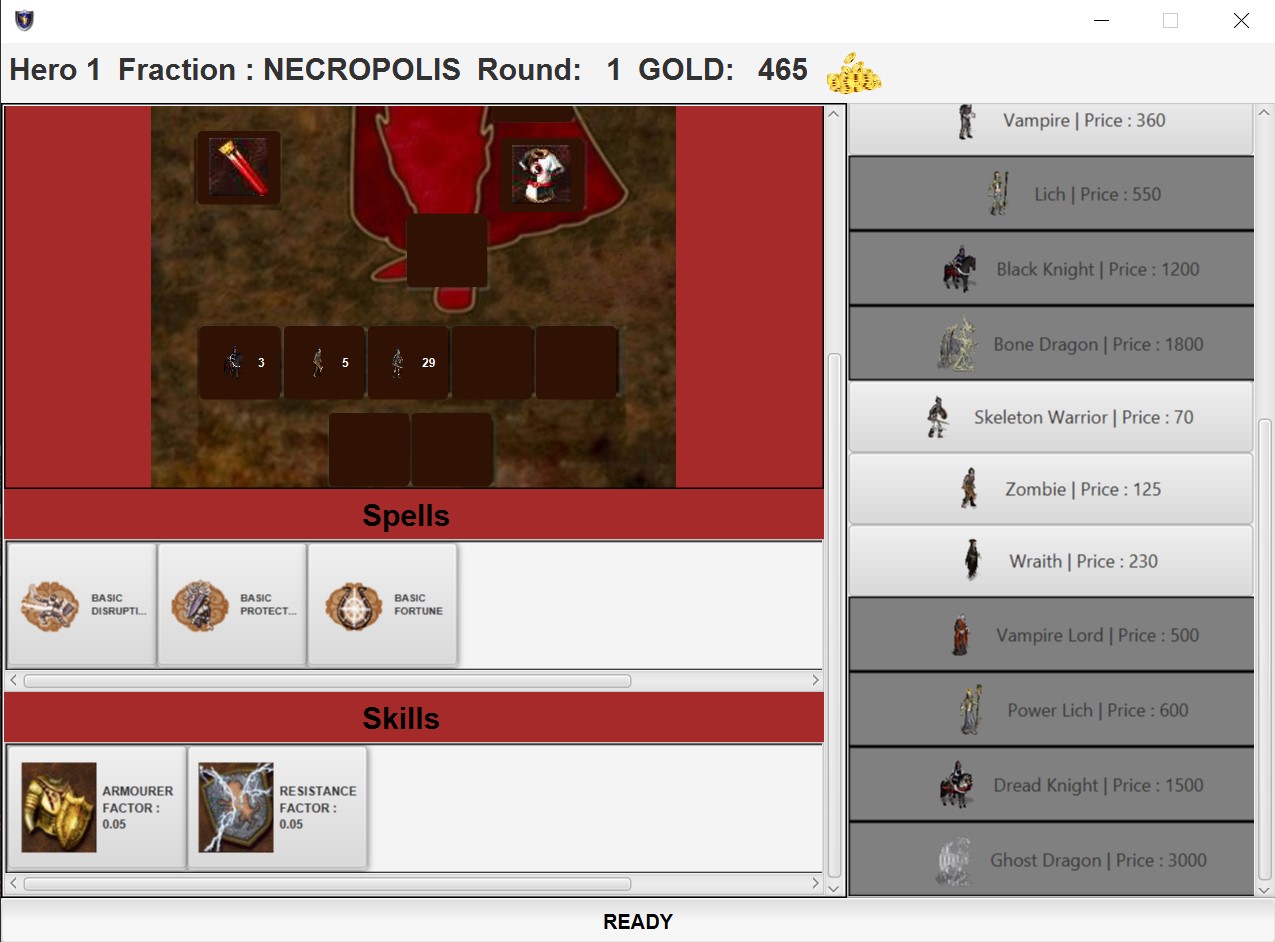 Hero 1 Fraction : NECROPOLIS Round: 1 GOLD: 465
3 5 29
Spells
BASIC
DISRUPTI...
BASIC
PROTECT...
BASIC
FORTUNE
Skills
ARMOURER
FACTOR :
0.05
RESISTANCE
FACTOR :
0.05
Vampire | Price : 360
Lich | Price : 550
Black Knight | Price : 1200
Bone Dragon | Price : 1800
Skeleton Warrior | Price : 70
Zombie | Price : 125
Wraith | Price : 230
Vampire Lord | Price : 500
Power Lich | Price : 600
Dread Knight | Price : 1500
Ghost Dragon | Price : 3000
READY